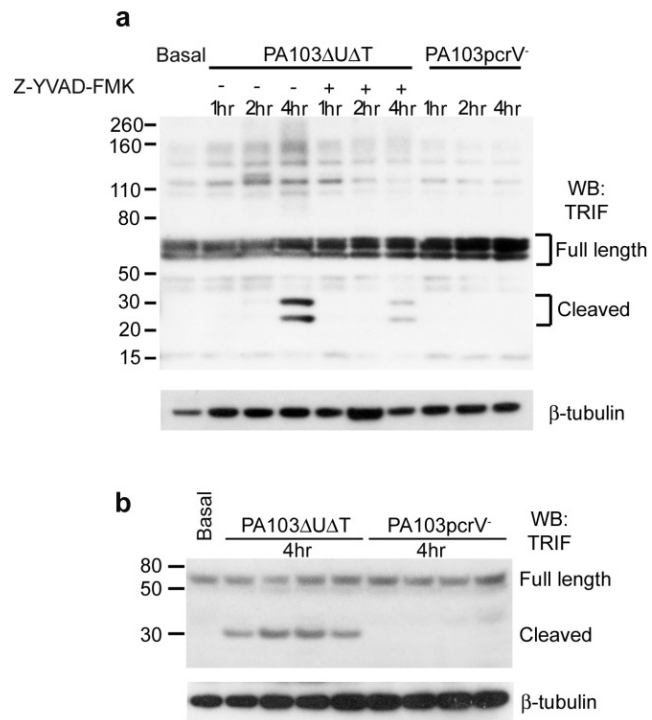 a
Basal PA103ΔUΔT PA103pcrV-
Z-YVAD-FMK - - - + + +
1hr 2hr 4hr 1hr 2hr 4hr 1hr 2hr 4hr
260
160
110
80
50
30
20
15
WB:
TRIF
Full length
Cleaved
β-tubulin
b
Basal PA103ΔUΔT PA103pcrV-
4hr 4hr
WB:
TRIF
80
50
30
Full length
Cleaved
β-tubulin